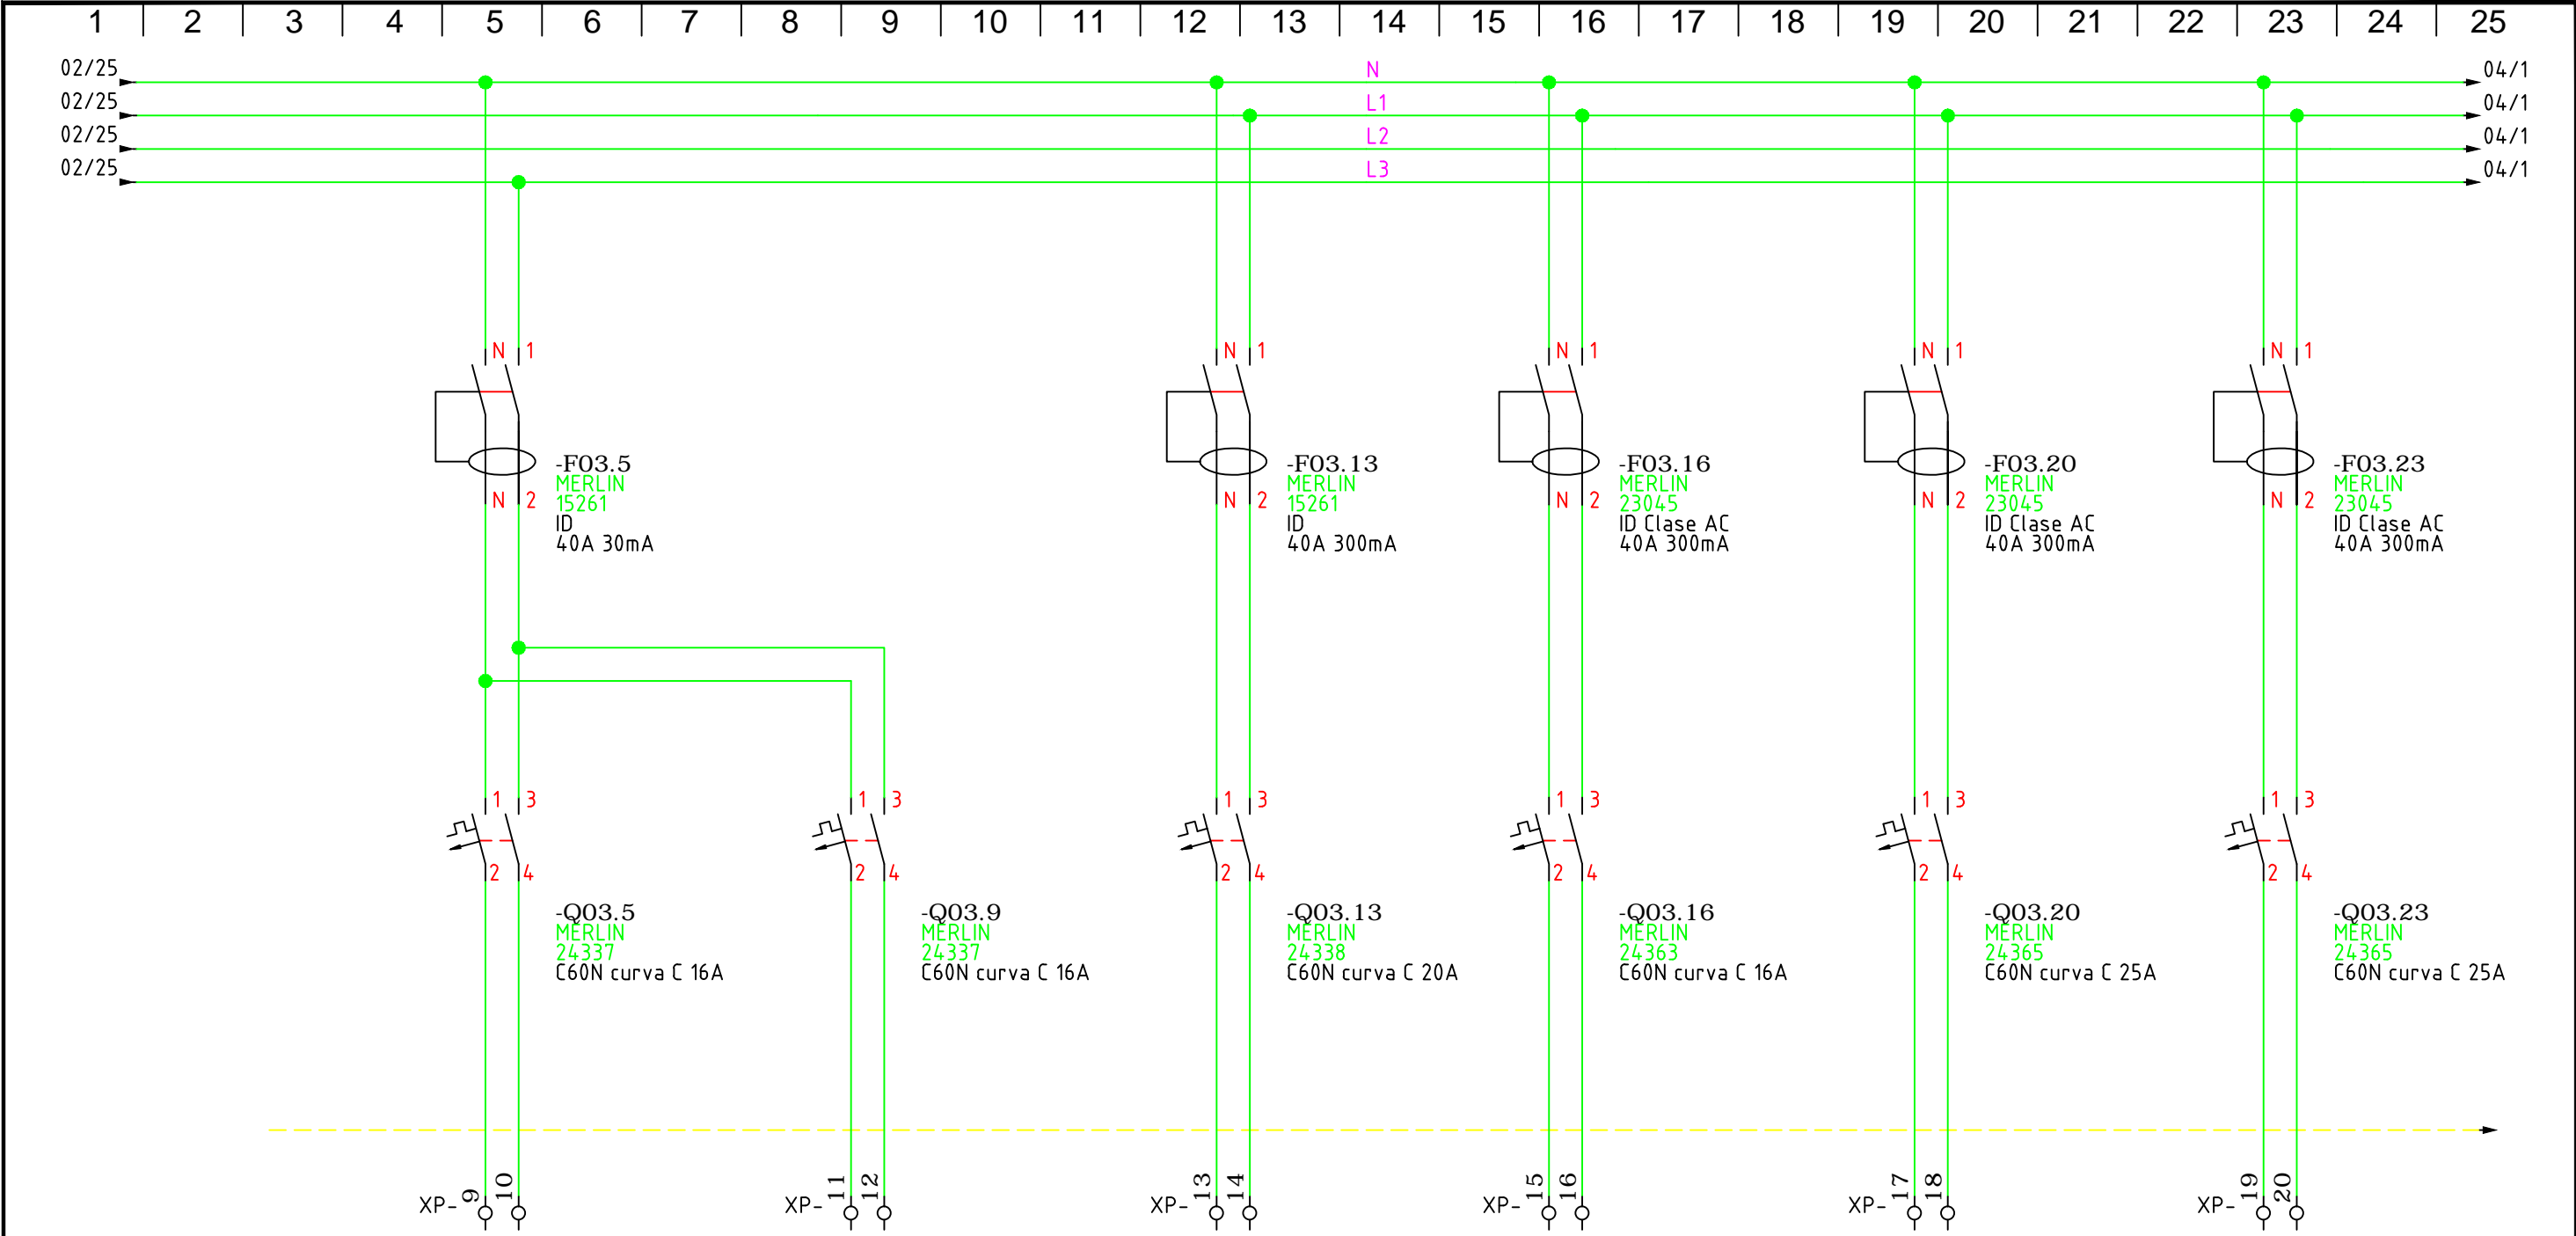 1 2 3 4 5 6 7 8 9 10 11 12 13 14 15 16 17 18 19 20 21 22 23 24 25
02/25 N 04/1
02/25 L1 04/1
02/25 L2 04/1
02/25 L3 04/1
N 1 N 1 N 1 N 1 N 1
-F03.5 -F03.13 -F03.16 -F03.20 -F03.23
MERLIN MERLIN MERLIN MERLIN MERLIN
N 2 15261 N 2 15261 N 2 23045 N 2 23045 N 2 23045
ID ID ID Clase AC ID Clase AC ID Clase AC
40A 30mA 40A 300mA 40A 300mA 40A 300mA 40A 300mA
1 3 1 3 1 3 1 3 1 3 1 3
2 4 2 4 2 4 2 4 2 4 2 4
-Q03.5 -Q03.9 -Q03.13 -Q03.16 -Q03.20 -Q03.23
MERLIN MERLIN MERLIN MERLIN MERLIN MERLIN
24337 24337 24338 24363 24365 24365
C60N curva C 16A C60N curva C 16A C60N curva C 20A C60N curva C 16A C60N curva C 25A C60N curva C 25A
XP- 9 10 XP- 11 12 XP- 13 14 XP- 15 16 XP- 17 18 XP- 19 20